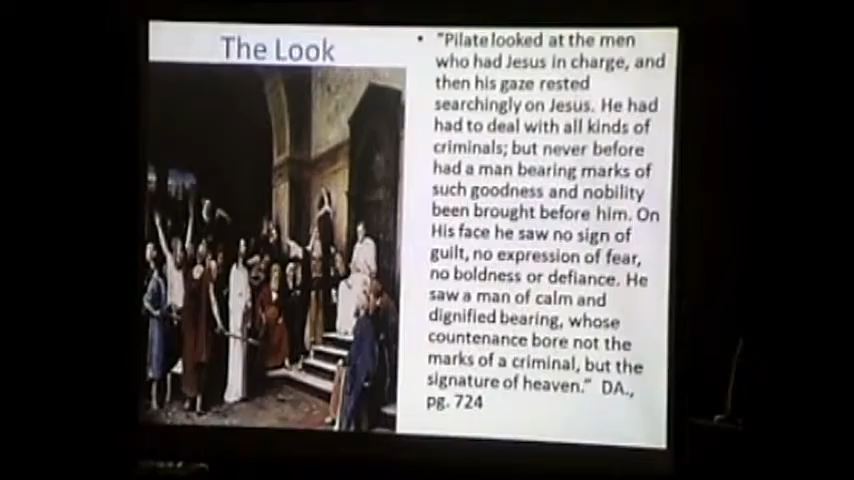 The Look
• "Pilate looked at the men
who had Jesus in charge, and
then his gaze rested
searchingly on Jesus. He had
had to deal with all kinds of
criminals; but never before
had a man bearing marks of
such goodness and nobility
been brought before him. On
His face he saw no sign of
guilt, no expression of fear,
no boldness or defiance. He
saw a man of calm and
dignified bearing, whose
countenance bore not the
marks of a criminal, but the
signature of heaven." DA.,
pg. 724